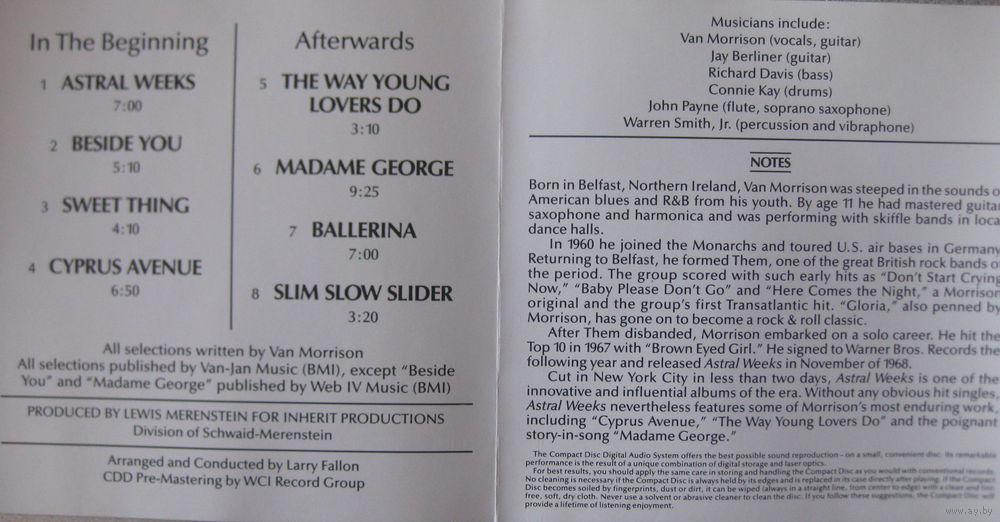 In The Beginning
1 ASTRAL WEEKS
7:00
2 BESIDE YOU
5:10
3 SWEET THING
4:10
4 CYPRUS AVENUE
6:50
Afterwards
5 THE WAY YOUNG
LOVERS DO
3:10
6 MADAME GEORGE
9:25
7 BALLERINA
7:00
8 SLIM SLOW SLIDER
3:20
All selections written by Van Morrison
All selections published by Van-Jan Music (BMI), except "Beside
You" and "Madame George" published by Web IV Music (BMI)
PRODUCED BY LEWIS MERENSTEIN FOR INHERIT PRODUCTIONS
Division of Schwaid-Merenstein
Arranged and Conducted by Larry Fallon
CDD Pre-Mastering by WCI Record Group
Musicians include:
Van Morrison (vocals, guitar)
Jay Berliner (guitar)
Richard Davis (bass)
Connie Kay (drums)
John Payne (flute, soprano saxophone)
Warren Smith, Jr. (percussion and vibraphone)
NOTES
Born in Belfast, Northern Ireland, Van Morrison was steeped in the sounds o
American blues and R&B from his youth. By age 11 he had mastered guitar
saxophone and harmonica and was performing with skiffle bands in loca
dance halls.
In 1960 he joined the Monarchs and toured U.S. air bases in Germany
Returning to Belfast, he formed Them, one of the great British rock bands o
the period. The group scored with such early hits as "Don't Start Crying
Now," "Baby Please Don't Go" and "Here Comes the Night," a Morrison
original and the group's first Transatlantic hit. "Gloria," also penned by
Morrison, has gone on to become a rock & roll classic.
After Them disbanded, Morrison embarked on a solo career. He hit the
Top 10 in 1967 with "Brown Eyed Girl." He signed to Warner Bros. Records the
following year and released Astral Weeks in November of 1968.
Cut in New York City in less than two days, Astral Weeks is one of the
innovative and influential albums of the era. Without any obvious hit singles,
Astral Weeks nevertheless features some of Morrison's most enduring work,
including "Cyprus Avenue," "The Way Young Lovers Do" and the poignant
story-in-song "Madame George."
The Compact Disc Digital Audio System offers the best possible sound reproduction - on a small, convenient disc. Its remarkable
performance is the result of a unique combination of digital storage and laser optics.
For best results, you should apply the same care in storing and handling the Compact Disc as you would with conventional records.
No cleaning is necessary if the Compact Disc is always held by its edges and is replaced in its case directly after playing. If the Compact
Disc becomes soiled by fingerprints, dust or dirt, it can be wiped (always in a straight line, from center to edge) with a clean and lint
free, soft, dry cloth. Never use a solvent or abrasive cleaner to clean the disc. If you follow these suggestions, the Compact Disc will
provide a lifetime of listening enjoyment.
www.ay.by